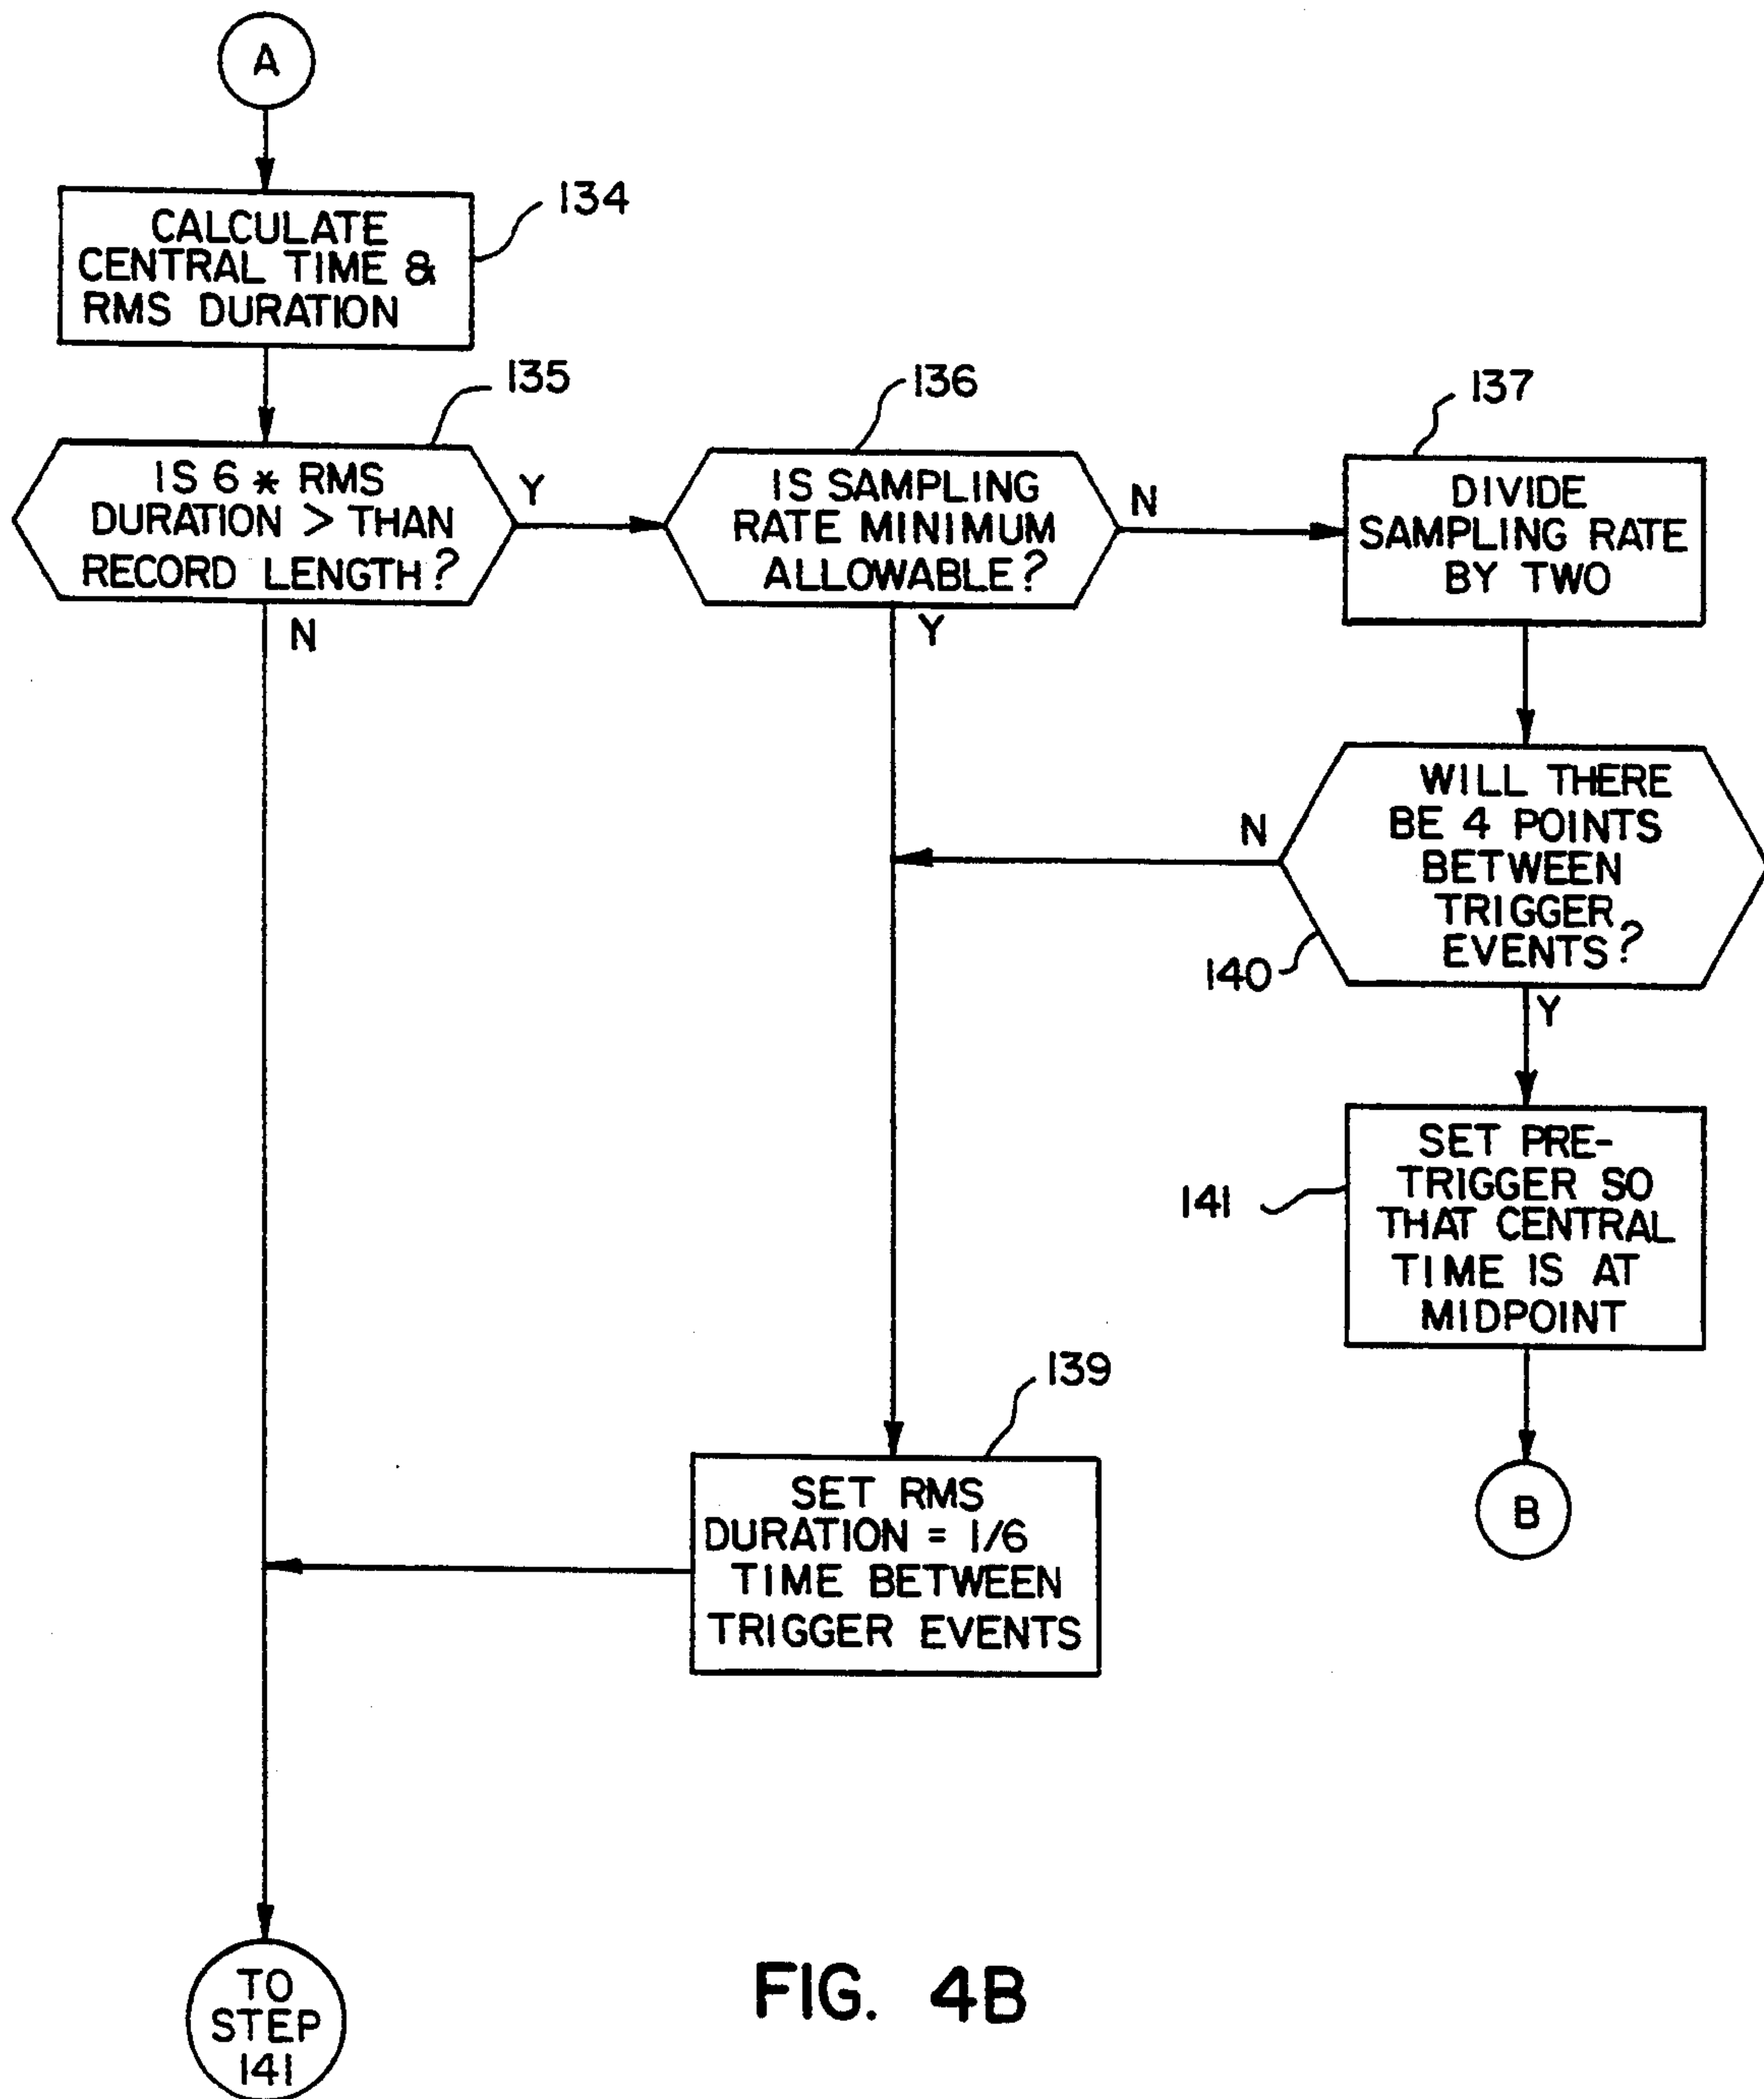 A
CALCULATE
CENTRAL TIME &
RMS DURATION
134
135
IS 6 * RMS
DURATION > THAN
RECORD LENGTH?
Y
N
136
IS SAMPLING
RATE MINIMUM
ALLOWABLE?
N
Y
137
DIVIDE
SAMPLING RATE
BY TWO
WILL THERE
BE 4 POINTS
BETWEEN
TRIGGER
EVENTS?
N
140
Y
SET PRE-
TRIGGER SO
THAT CENTRAL
TIME IS AT
MIDPOINT
141
B
139
SET RMS
DURATION = 1/6
TIME BETWEEN
TRIGGER EVENTS
TO
STEP
141
FIG. 4B